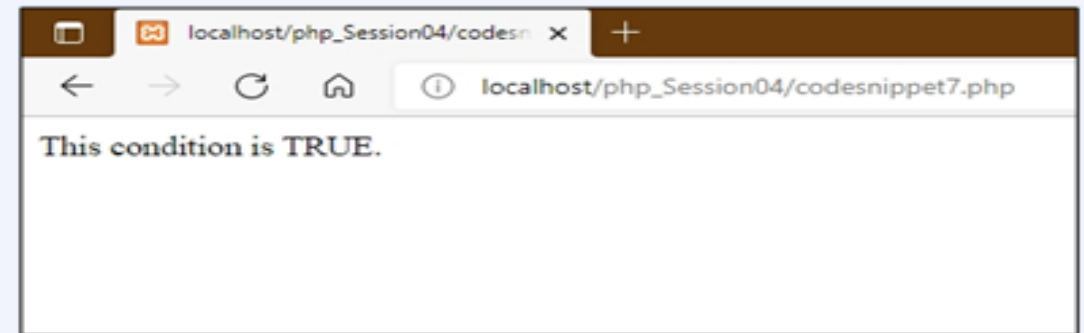 localhost/php_Session04/codesn
localhost/php_Session04/codesnippet7.php
This condition is TRUE.